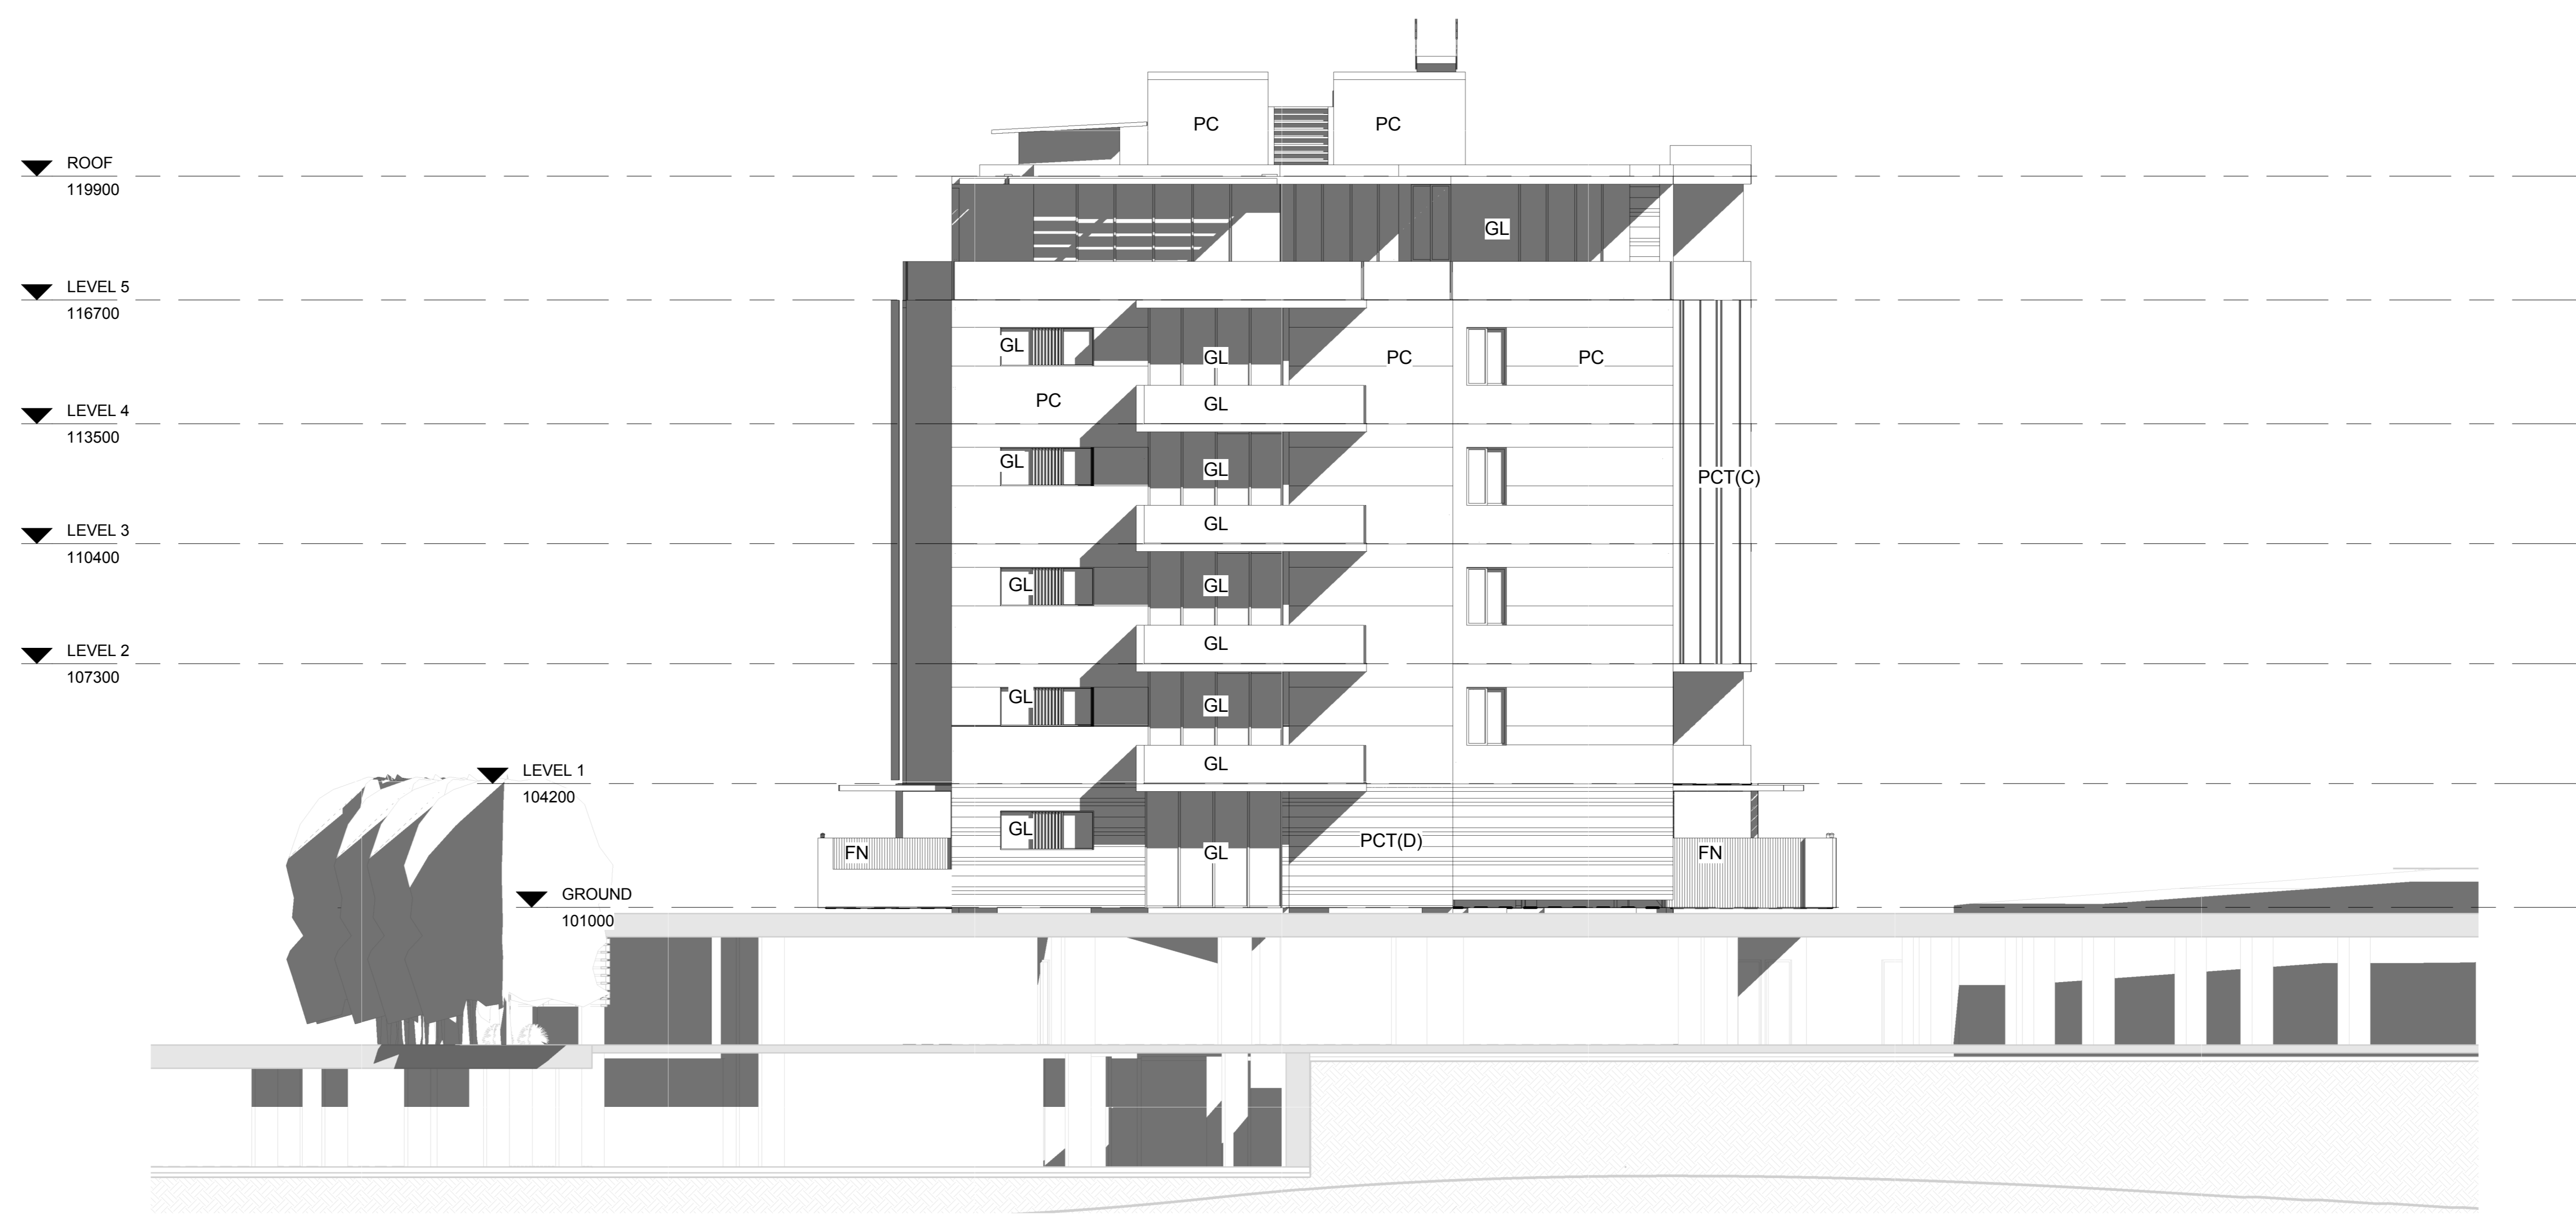 PC PC
ROOF
119900
GL
LEVEL 5
116700
GL GL PC PC
PC GL
LEVEL 4
113500
GL GL PCT(C)
GL
LEVEL 3
110400
GL GL
GL
LEVEL 2
107300
GL GL
GL
LEVEL 1
104200
GL PCT(D)
FN GL FN
GROUND
101000